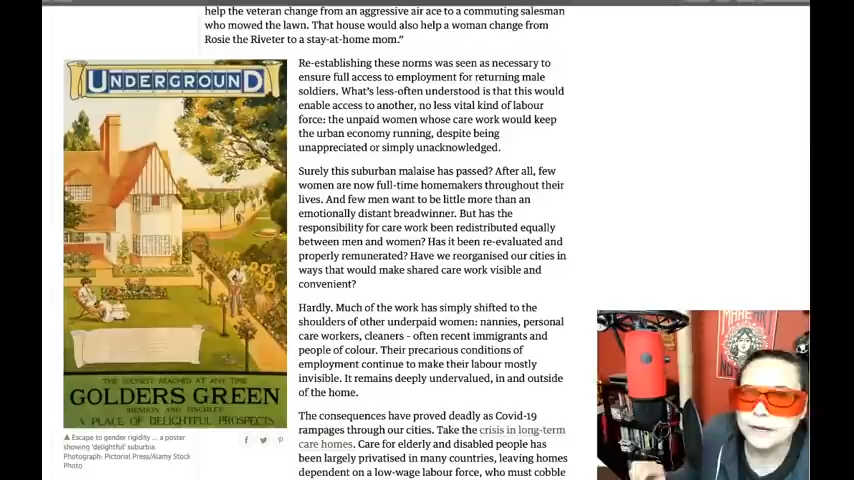 help the veteran change from an aggressive air ace to a commuting salesman
who mowed the lawn. That house would also help a woman change from
Rosie the Riveter to a stay-at-home mom.”
Re-establishing these norms was seen as necessary to
ensure full access to employment for returning male
soldiers. What’s less-often understood is that this would
enable access to another, no less vital kind of labour
force: the unpaid women whose care work would keep
the urban economy running, despite being
unappreciated or simply unacknowledged.
Surely this suburban malaise has passed? After all, few
women are now full-time homemakers throughout their
lives. And few men want to be little more than an
emotionally distant breadwinner. But has the
responsibility for care work been redistributed equally
between men and women? Has it been re-evaluated and
properly remunerated? Have we reorganised our cities in
ways that would make shared care work visible and
convenient?
Hardly. Much of the work has simply shifted to the
shoulders of other underpaid women: nannies, personal
care workers, cleaners – often recent immigrants and
people of colour. Their precarious conditions of
employment continue to make their labour mostly
invisible. It remains deeply undervalued, in and outside
of the home.
The consequences have proved deadly as Covid-19
rampages through our cities. Take the crisis in long-term
care homes. Care for elderly and disabled people has
been largely privatised in many countries, leaving homes
dependent on a low-wage labour force, who must cobble
UNDERGROUND
THE SOONEST REACHED AT ANY TIME
GOLDERS GREEN
HENDON AND FINCHLEY
A PLACE OF DELIGHTFUL PROSPECTS
Escape to gender rigidity ... a poster
showing ‘delightful’ suburbia.
Photograph: Pictorial Press/Alamy Stock
Photo
MAKE
NO